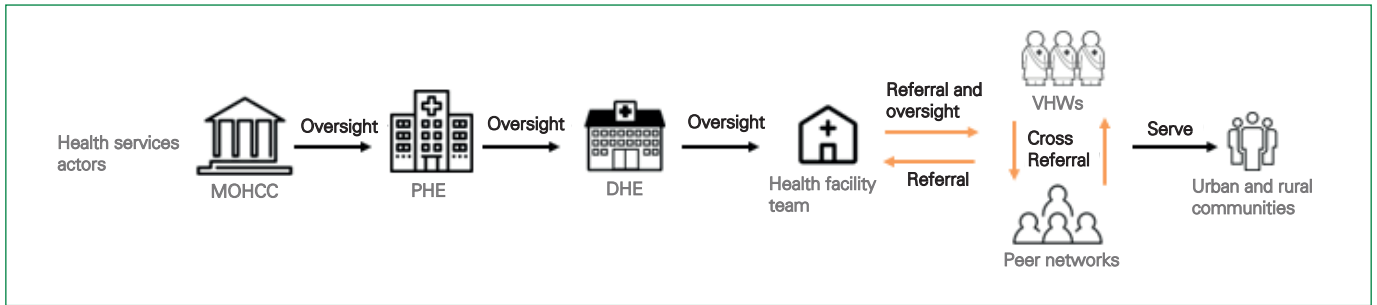 Health services
actors
MOHCC
Oversight
PHE
Oversight
DHE
Oversight
Health facility
team
Referral and
oversight
Referral
VHWs
Cross
Referral
Peer networks
Serve
Urban and rural
communities